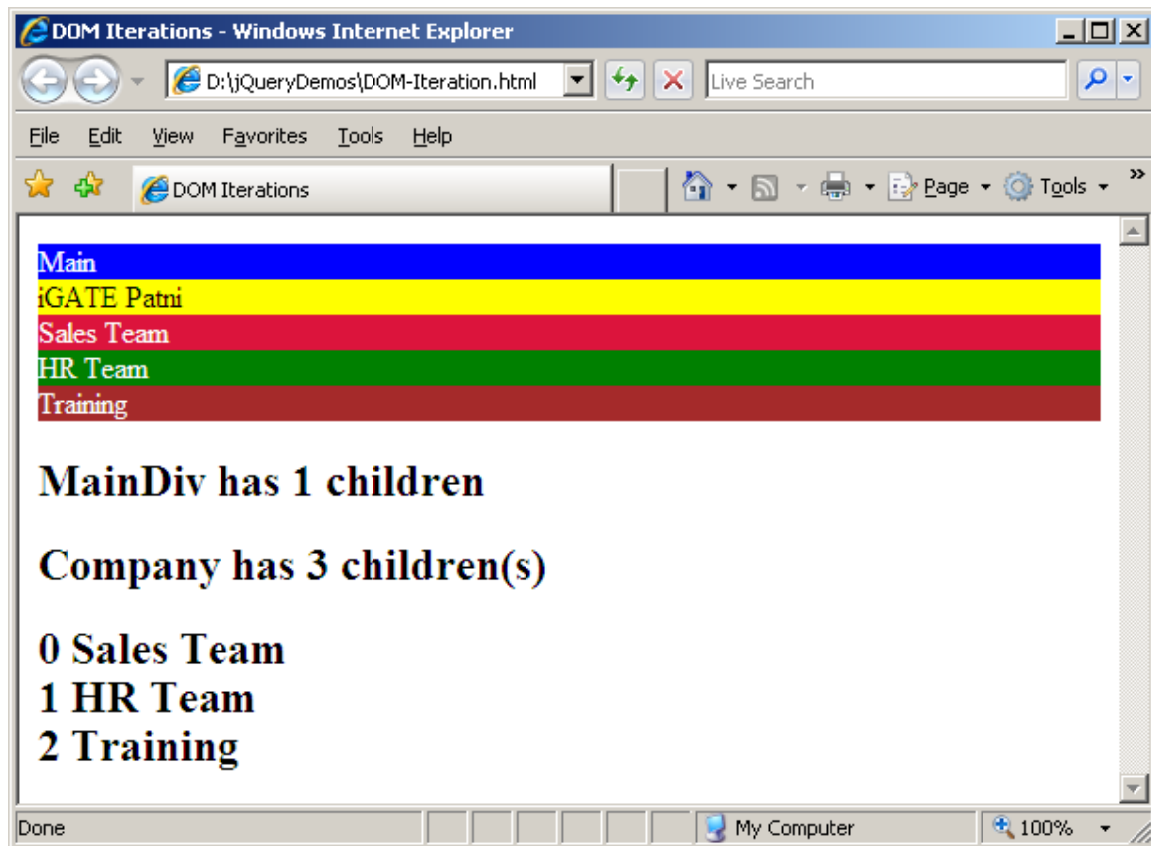 DOM Iterations - Windows Internet Explorer
D:\jQueryDemos\DOM-Iteration.html
Live Search
File Edit View Favorites Tools Help
DOM Iterations
Page Tools »
Main
iGATE Patni
Sales Team
HR Team
Training
MainDiv has 1 children
Company has 3 children(s)
0 Sales Team
1 HR Team
2 Training
Done
My Computer
100%